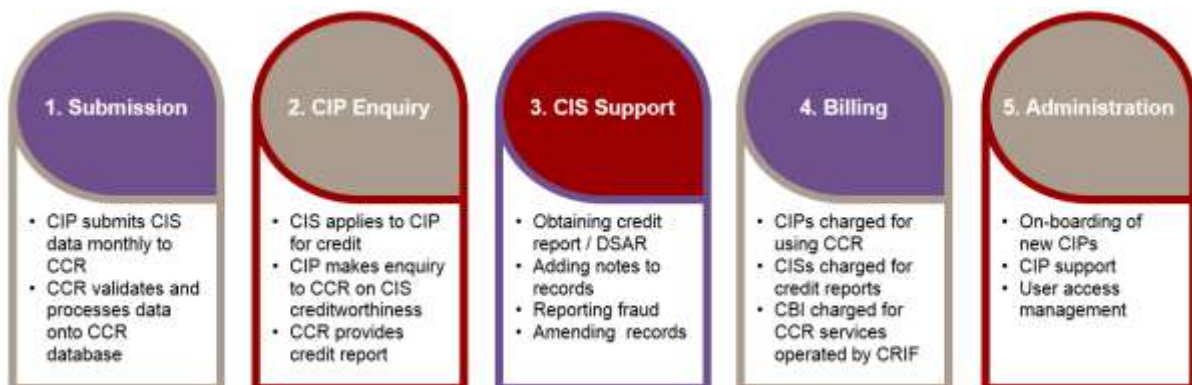 1. Submission
• CIP submits CIS
data monthly to
CCR
• CCR validates and
processes data
onto CCR
database
2. CIP Enquiry
• CIS applies to CIP
for credit
• CIP makes enquiry
to CCR on CIS
creditworthiness
• CCR provides
credit report
3. CIS Support
• Obtaining credit
report / DSAR
• Adding notes to
records
• Reporting fraud
• Amending records
4. Billing
• CIPs charged for
using CCR
• CISs charged for
credit reports
• CBI charged for
CCR services
operated by CRIF
5. Administration
• On-boarding of
new CIPs
• CIP support
• User access
management